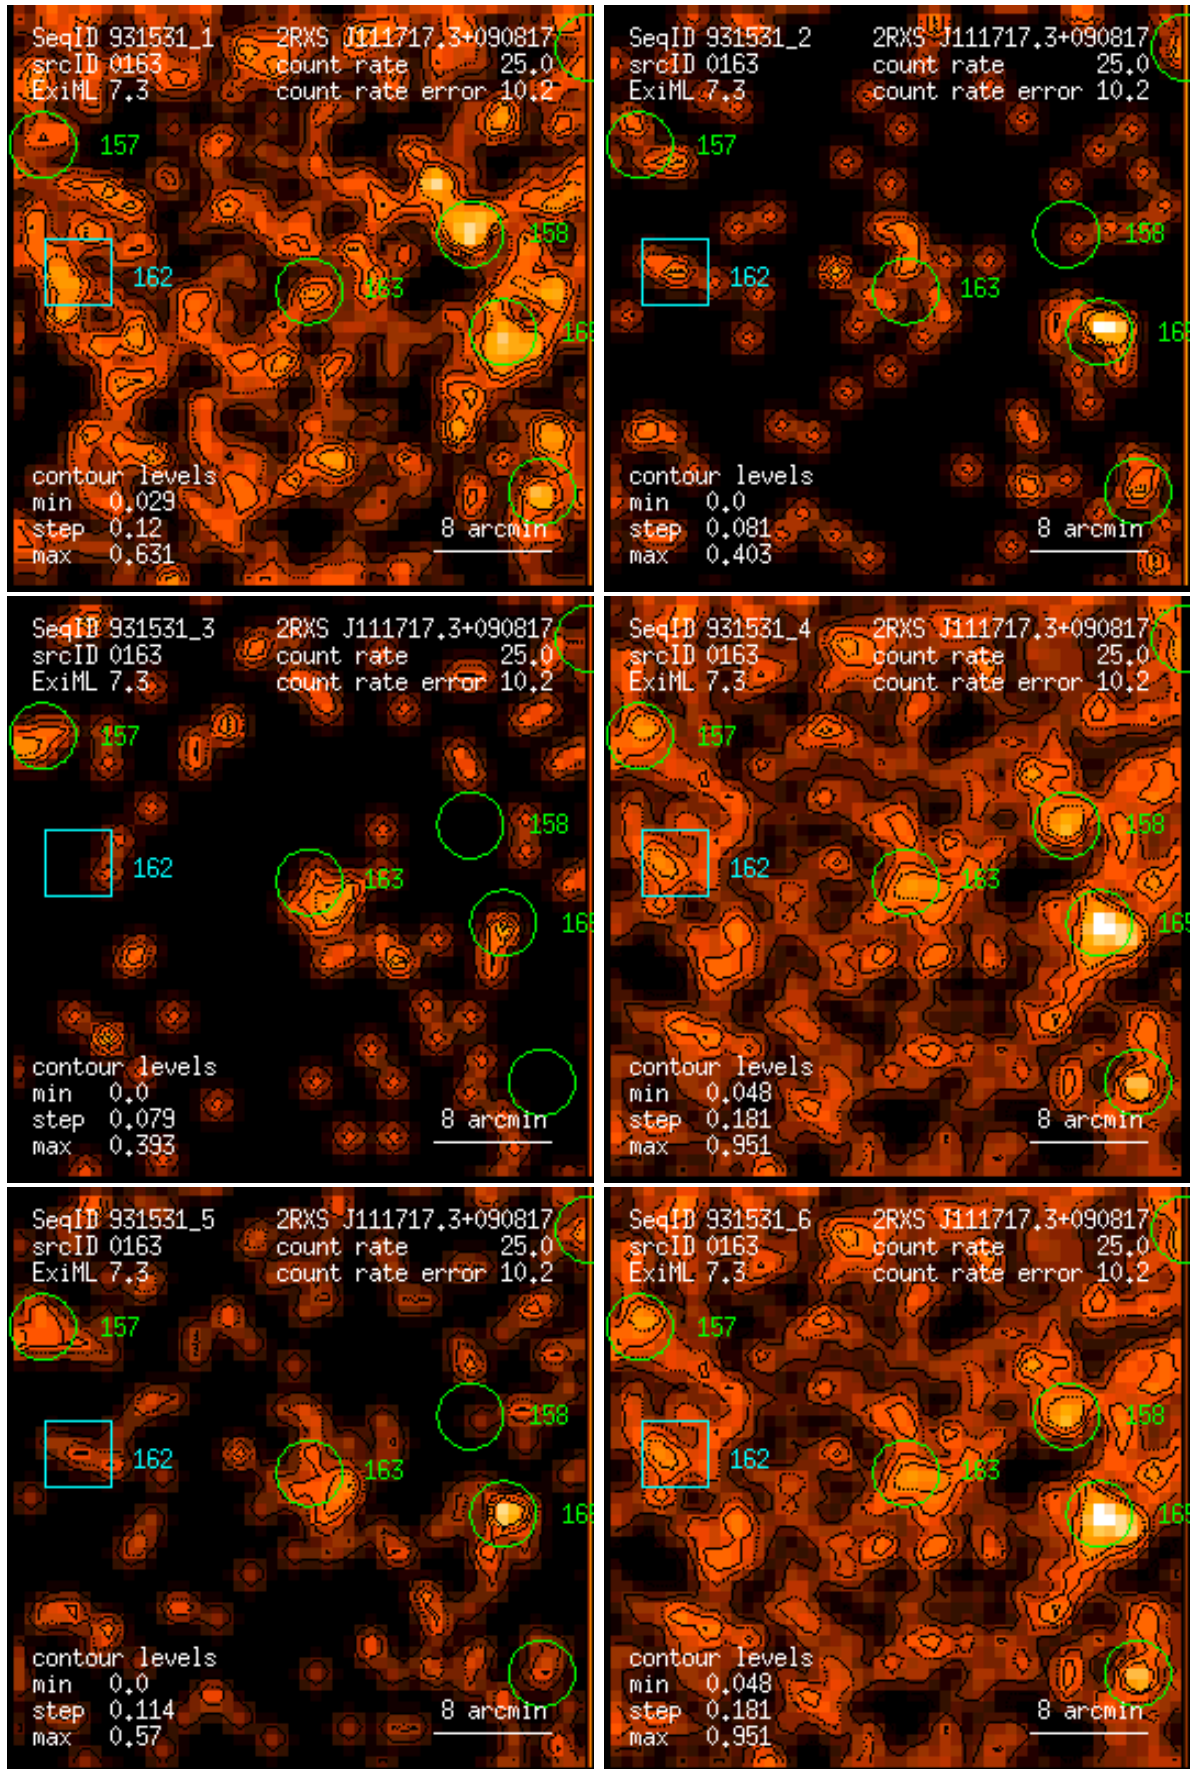 SeqID 931531_1 2RXS J111717.3+090817
srcID 0163 count rate 25.0
ExiML 7.3 count rate error 10.2
157
158
162
163
contour levels
min 0.029
step 0.12 8 arcmin
max 0.631
SeqID 931531_2 2RXS J111717.3+090817
srcID 0163 count rate 25.0
ExiML 7.3 count rate error 10.2
157
158
162
163
contour levels
min 0.0
step 0.081 8 arcmin
max 0.403
SeqID 931531_3 2RXS J111717.3+090817
srcID 0163 count rate 25.0
ExiML 7.3 count rate error 10.2
157
158
162
163
contour levels
min 0.0
step 0.079 8 arcmin
max 0.393
SeqID 931531_4 2RXS J111717.3+090817
srcID 0163 count rate 25.0
ExiML 7.3 count rate error 10.2
157
158
162
163
contour levels
min 0.048
step 0.181 8 arcmin
max 0.951
SeqID 931531_5 2RXS J111717.3+090817
srcID 0163 count rate 25.0
ExiML 7.3 count rate error 10.2
157
158
162
163
contour levels
min 0.0
step 0.114 8 arcmin
max 0.57
SeqID 931531_6 2RXS J111717.3+090817
srcID 0163 count rate 25.0
ExiML 7.3 count rate error 10.2
157
158
162
163
contour levels
min 0.048
step 0.181 8 arcmin
max 0.951